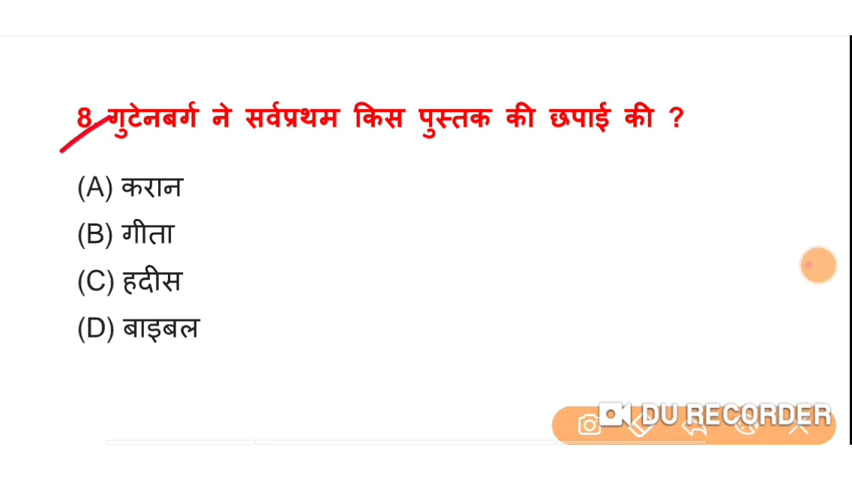 8. गुटेनबर्ग ने सर्वप्रथम किस पुस्तक की छपाई की ?
(A) करान
(B) गीता
(C) हदीस
(D) बाइबल
DU RECORDER